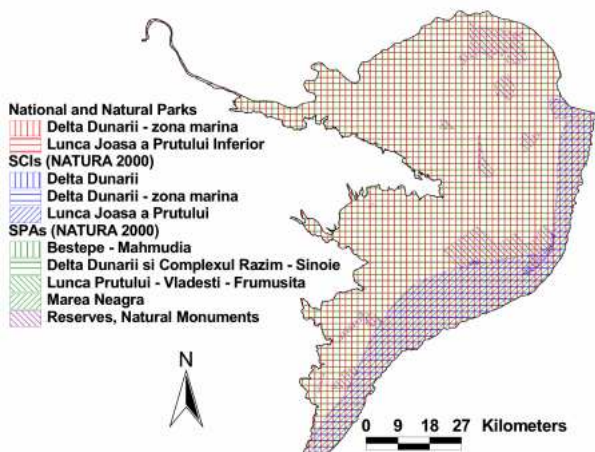 National and Natural Parks
Delta Dunarii - zona marina
Lunca Joasa a Prutului Inferior
SCIs (NATURA 2000)
Delta Dunarii
Delta Dunarii - zona marina
Lunca Joasa a Prutului
SPAs (NATURA 2000)
Bestepe - Mahmudia
Delta Dunarii si Complexul Razim - Sinoie
Lunca Prutului - Vladesti - Frumusita
Marea Neagra
Reserves, Natural Monuments
N
0 9 18 27 Kilometers